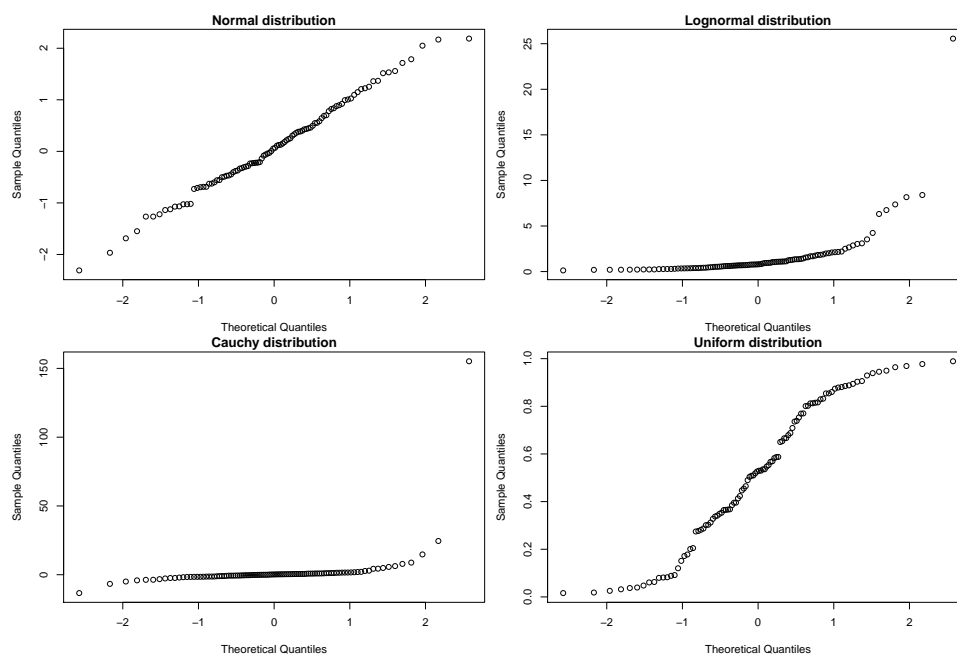 Normal distribution
Sample Quantiles
2
1
0
−1
−2
−2 −1 0 1 2
Theoretical Quantiles
Lognormal distribution
Sample Quantiles
25
20
15
10
5
0
−2 −1 0 1 2
Theoretical Quantiles
Cauchy distribution
Sample Quantiles
150
100
50
0
−2 −1 0 1 2
Theoretical Quantiles
Uniform distribution
Sample Quantiles
1.0
0.8
0.6
0.4
0.2
0.0
−2 −1 0 1 2
Theoretical Quantiles